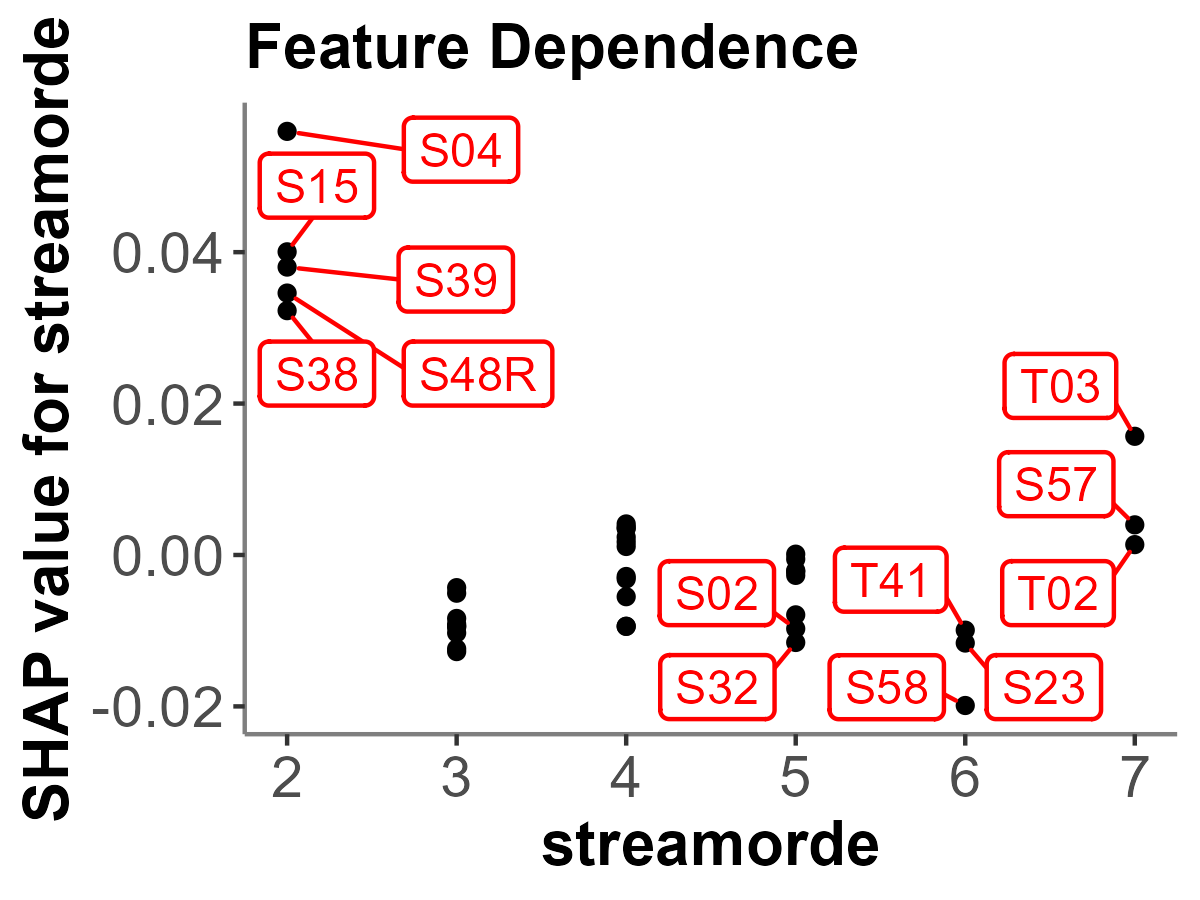 Feature Dependence
SHAP value for streamorde
0.04
0.02
0.00
-0.02
S04
S15
S39
S38
S48R
T03
S57
T02
T41
S02
S32
S58
S23
2
3
4
5
6
7
streamorde